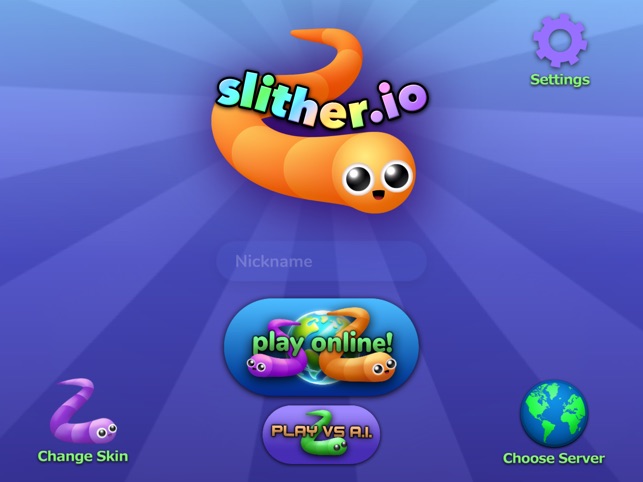 slither.io
Settings
Nickname
play online!
PLAY VS A.I.
Change Skin
Choose Server